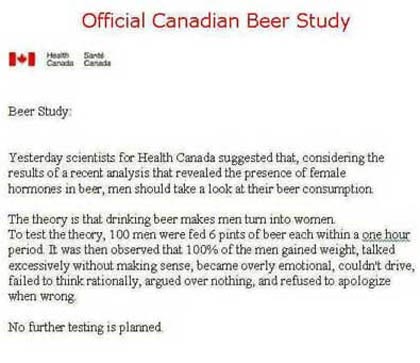 Official Canadian Beer Study
Health Santé
Canada Canada
Beer Study:
Yesterday scientists for Health Canada suggested that, considering the
results of a recent analysis that revealed the presence of female
hormones in beer, men should take a look at their beer consumption.
The theory is that drinking beer makes men turn into women.
To test the theory, 100 men were fed 6 pints of beer each within a one hour
period. It was then observed that 100% of the men gained weight, talked
excessively without making sense, became overly emotional, couldn't drive,
failed to think rationally, argued over nothing, and refused to apologize
when wrong.
No further testing is planned.